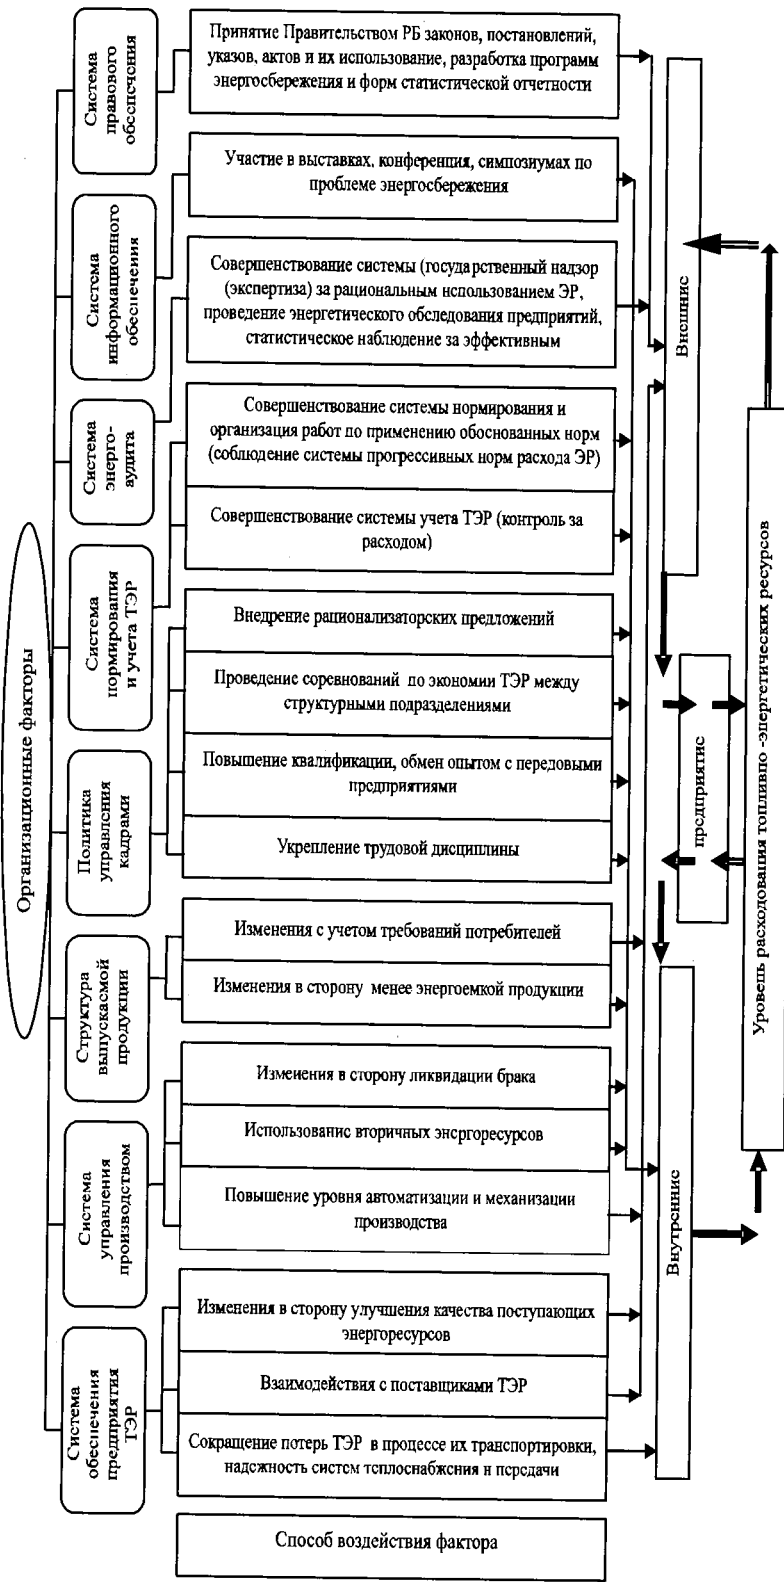 Организационные факторы
Система
правового
обеспечения
Система
информационного
обеспечения
Система
энерго-
аудита
Система
нормирования
и учета ТЭР
Политика
управления
кадрами
Структура
выпускаемой
продукции
Система
управления
производством
Система
обеспечения
предприятия
ТЭР
Принятие Правительством РБ законов, постановлений,
указов, актов и их использование, разработка программ
энергосбережения и форм статистической отчетности
Участие в выставках, конференция, симпозиумах по
проблеме энергосбережения
Совершенствование системы (государственный надзор
(экспертиза) за рациональным использованием ЭР,
проведение энергетического обследования предприятий,
статистическое наблюдение за эффективным
Совершенствование системы нормирования и
организация работ по применению обоснованных норм
(соблюдение системы прогрессивных норм расхода ЭР)
Совершенствование системы учета ТЭР (контроль за
расходом)
Внедрение рационализаторских предложений
Проведение соревнований по экономии ТЭР между
структурными подразделениями
Повышение квалификации, обмен опытом с передовыми
предприятиями
Укрепление трудовой дисциплины
Изменения с учетом требований потребителей
Изменения в сторону менее энергоемкой продукции
Изменения в сторону ликвидации брака
Использование вторичных энергоресурсов
Повышение уровня автоматизации и механизации
производства
Изменения в сторону улучшения качества поступающих
энергоресурсов
Взаимодействия с поставщиками ТЭР
Сокращение потерь ТЭР в процессе их транспортировки,
надежность систем теплоснабжения и передачи
Способ воздействия фактора
Внешние
предприятие
Внутренние
Уровень расходования топливно -энергетических ресурсов